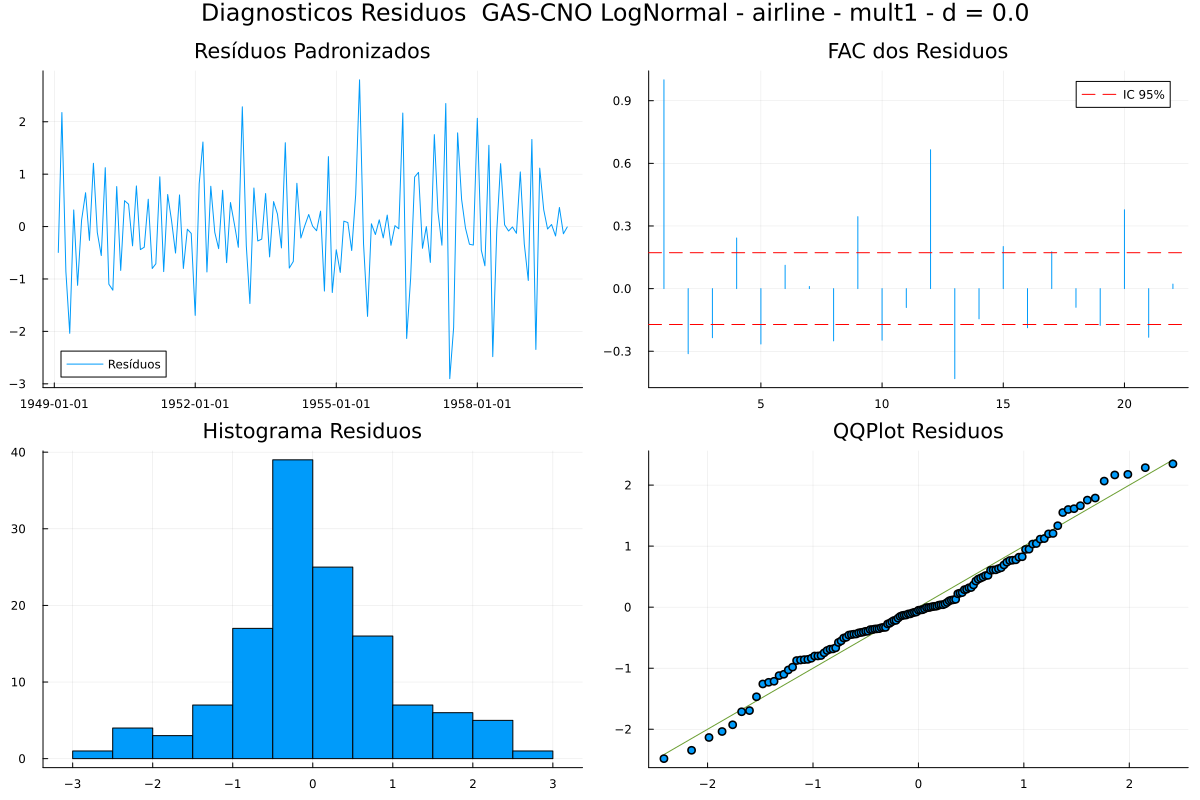 Diagnosticos Residuos  GAS-CNO LogNormal - airline - mult1 - d = 0.0
Resíduos Padronizados
2
1
0
−1
−2
−3
Resíduos
1949-01-01 1952-01-01 1955-01-01 1958-01-01
FAC dos Residuos
0.9
0.6
0.3
0.0
−0.3
IC 95%
5 10 15 20
Histograma Residuos
40
30
20
10
0
−3 −2 −1 0 1 2 3
QQPlot Residuos
2
1
0
−1
−2
−2 −1 0 1 2